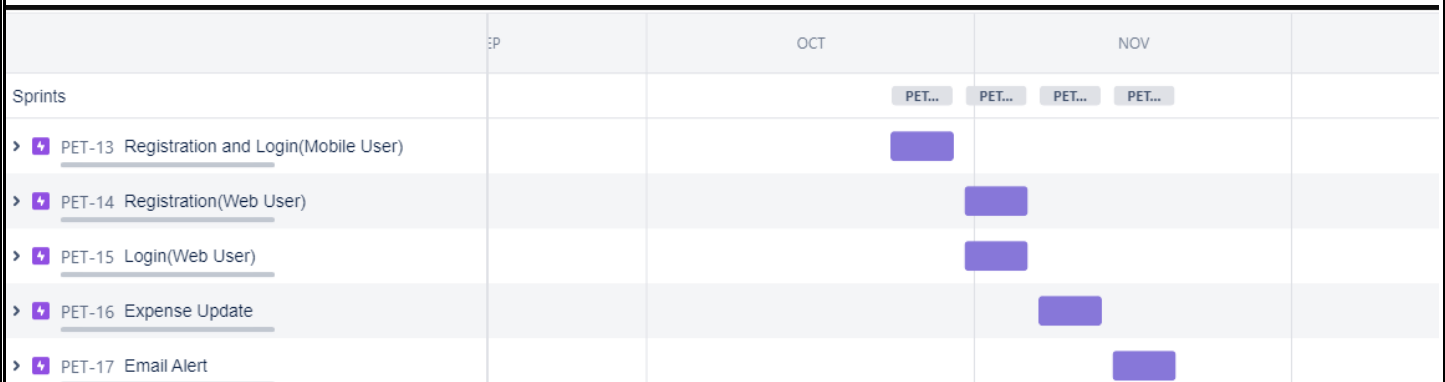 EP OCT NOV
Sprints PET... PET... PET... PET...
PET-13 Registration and Login(Mobile User)
PET-14 Registration(Web User)
PET-15 Login(Web User)
PET-16 Expense Update
PET-17 Email Alert